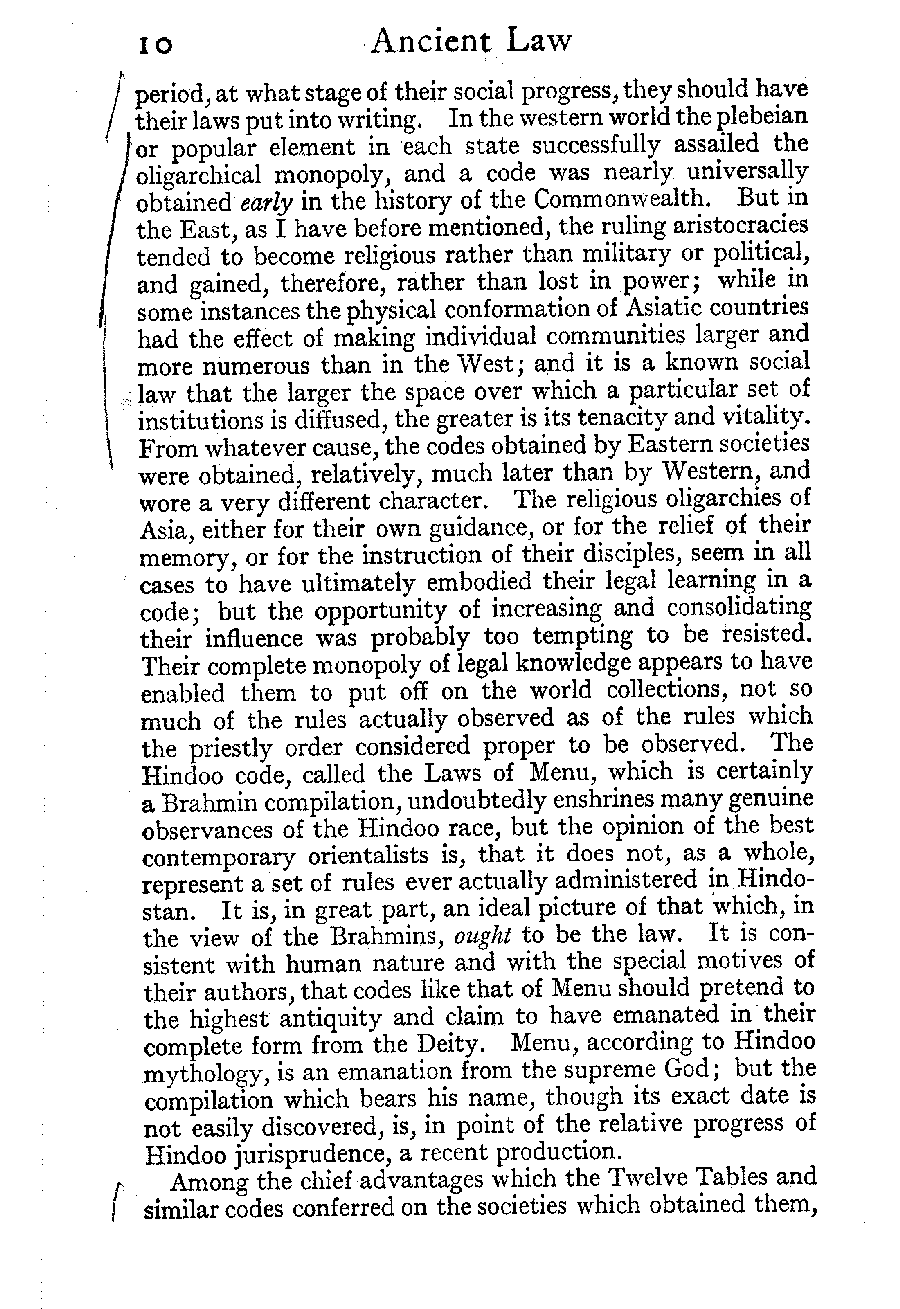 10 Ancient Law
period, at what stage of their social progress, they should have
their laws put into writing. In the western world the plebeian
or popular element in each state successfully assailed the
oligarchical monopoly, and a code was nearly universally
obtained early in the history of the Commonwealth. But in
the East, as I have before mentioned, the ruling aristocracies
tended to become religious rather than military or political,
and gained, therefore, rather than lost in power; while in
some instances the physical conformation of Asiatic countries
had the effect of making individual communities larger and
more numerous than in the West; and it is a known social
law that the larger the space over which a particular set of
institutions is diffused, the greater is its tenacity and vitality.
From whatever cause, the codes obtained by Eastern societies
were obtained, relatively, much later than by Western, and
wore a very different character. The religious oligarchies of
Asia, either for their own guidance, or for the relief of their
memory, or for the instruction of their disciples, seem in all
cases to have ultimately embodied their legal learning in a
code; but the opportunity of increasing and consolidating
their influence was probably too tempting to be resisted.
Their complete monopoly of legal knowledge appears to have
enabled them to put off on the world collections, not so
much of the rules actually observed as of the rules which
the priestly order considered proper to be observed. The
Hindoo code, called the Laws of Menu, which is certainly
a Brahmin compilation, undoubtedly enshrines many genuine
observances of the Hindoo race, but the opinion of the best
contemporary orientalists is, that it does not, as a whole,
represent a set of rules ever actually administered in Hindo-
stan. It is, in great part, an ideal picture of that which, in
the view of the Brahmins, ought to be the law. It is con-
sistent with human nature and with the special motives of
their authors, that codes like that of Menu should pretend to
the highest antiquity and claim to have emanated in their
complete form from the Deity. Menu, according to Hindoo
mythology, is an emanation from the supreme God; but the
compilation which bears his name, though its exact date is
not easily discovered, is, in point of the relative progress of
Hindoo jurisprudence, a recent production.
Among the chief advantages which the Twelve Tables and
similar codes conferred on the societies which obtained them,